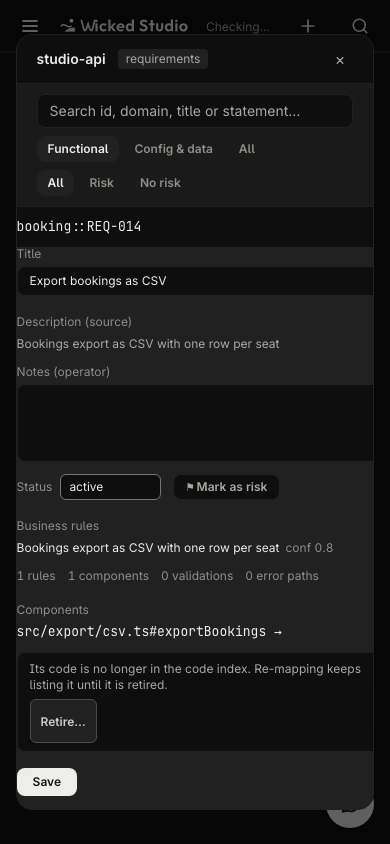 Wicked Studio Checking...
studio-api requirements ×
Search id, domain, title or statement...
Functional Config & data All
All Risk No risk
booking::REQ-014
Title
Export bookings as CSV
Description (source)
Bookings export as CSV with one row per seat
Notes (operator)
Status active ⚑ Mark as risk
Business rules
Bookings export as CSV with one row per seat conf 0.8
1 rules 1 components 0 validations 0 error paths
Components
src/export/csv.ts#exportBookings →
Its code is no longer in the code index. Re-mapping keeps
listing it until it is retired.
Retire...
Save